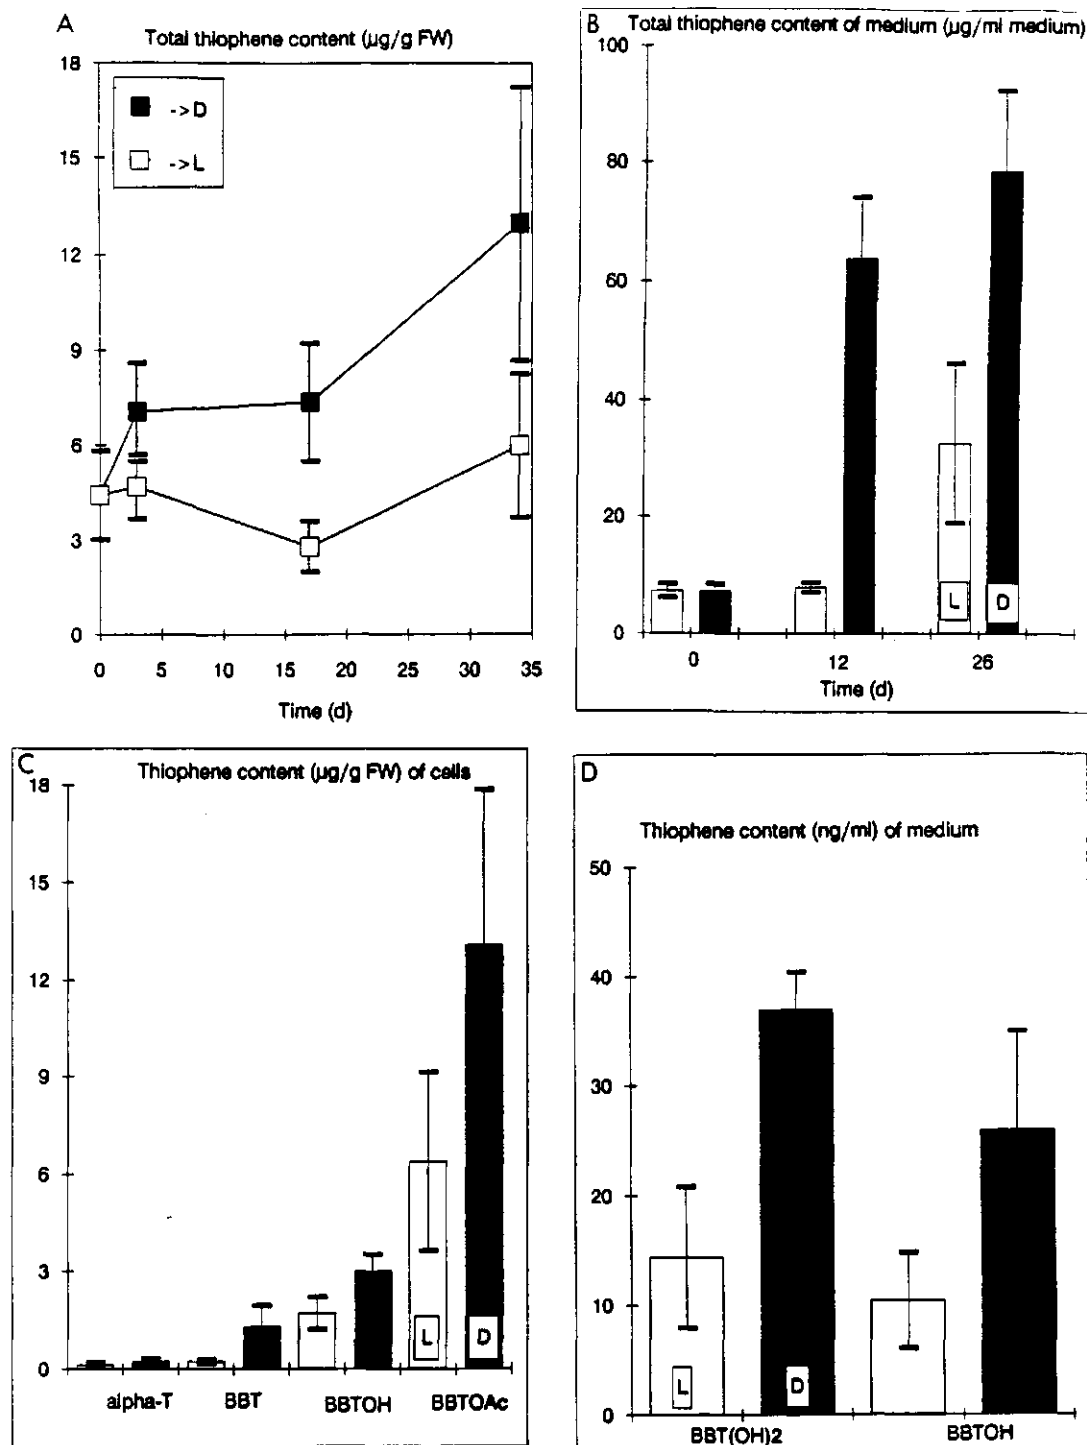 A
Total thiophene content (µg/g FW)
18
15
12
9
6
3
0
->D
->L
0 5 10 15 20 25 30 35
Time (d)
B
Total thiophene content of medium (µg/ml medium)
100
80
60
40
20
0
L D
0 12 26
Time (d)
C
Thiophene content (µg/g FW) of cells
18
15
12
9
6
3
0
L D
alpha-T BBT BBTOH BBTOAc
D
Thiophene content (ng/ml) of medium
50
40
30
20
10
0
L D
BBT(OH)2 BBTOH